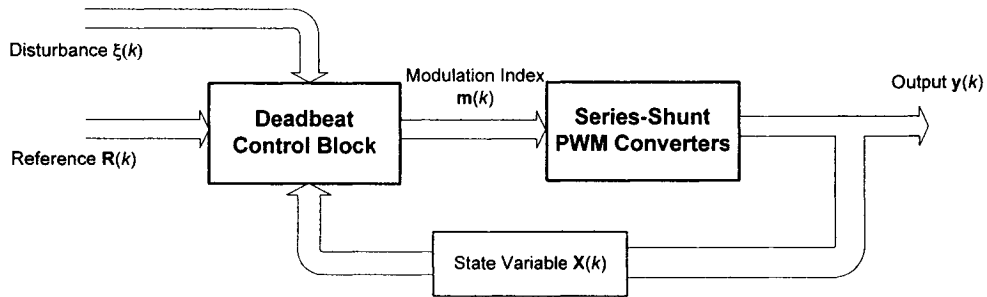 Disturbance ξ(k)
Reference R(k)
Deadbeat
Control Block
Modulation Index
m(k)
Series-Shunt
PWM Converters
Output y(k)
State Variable X(k)